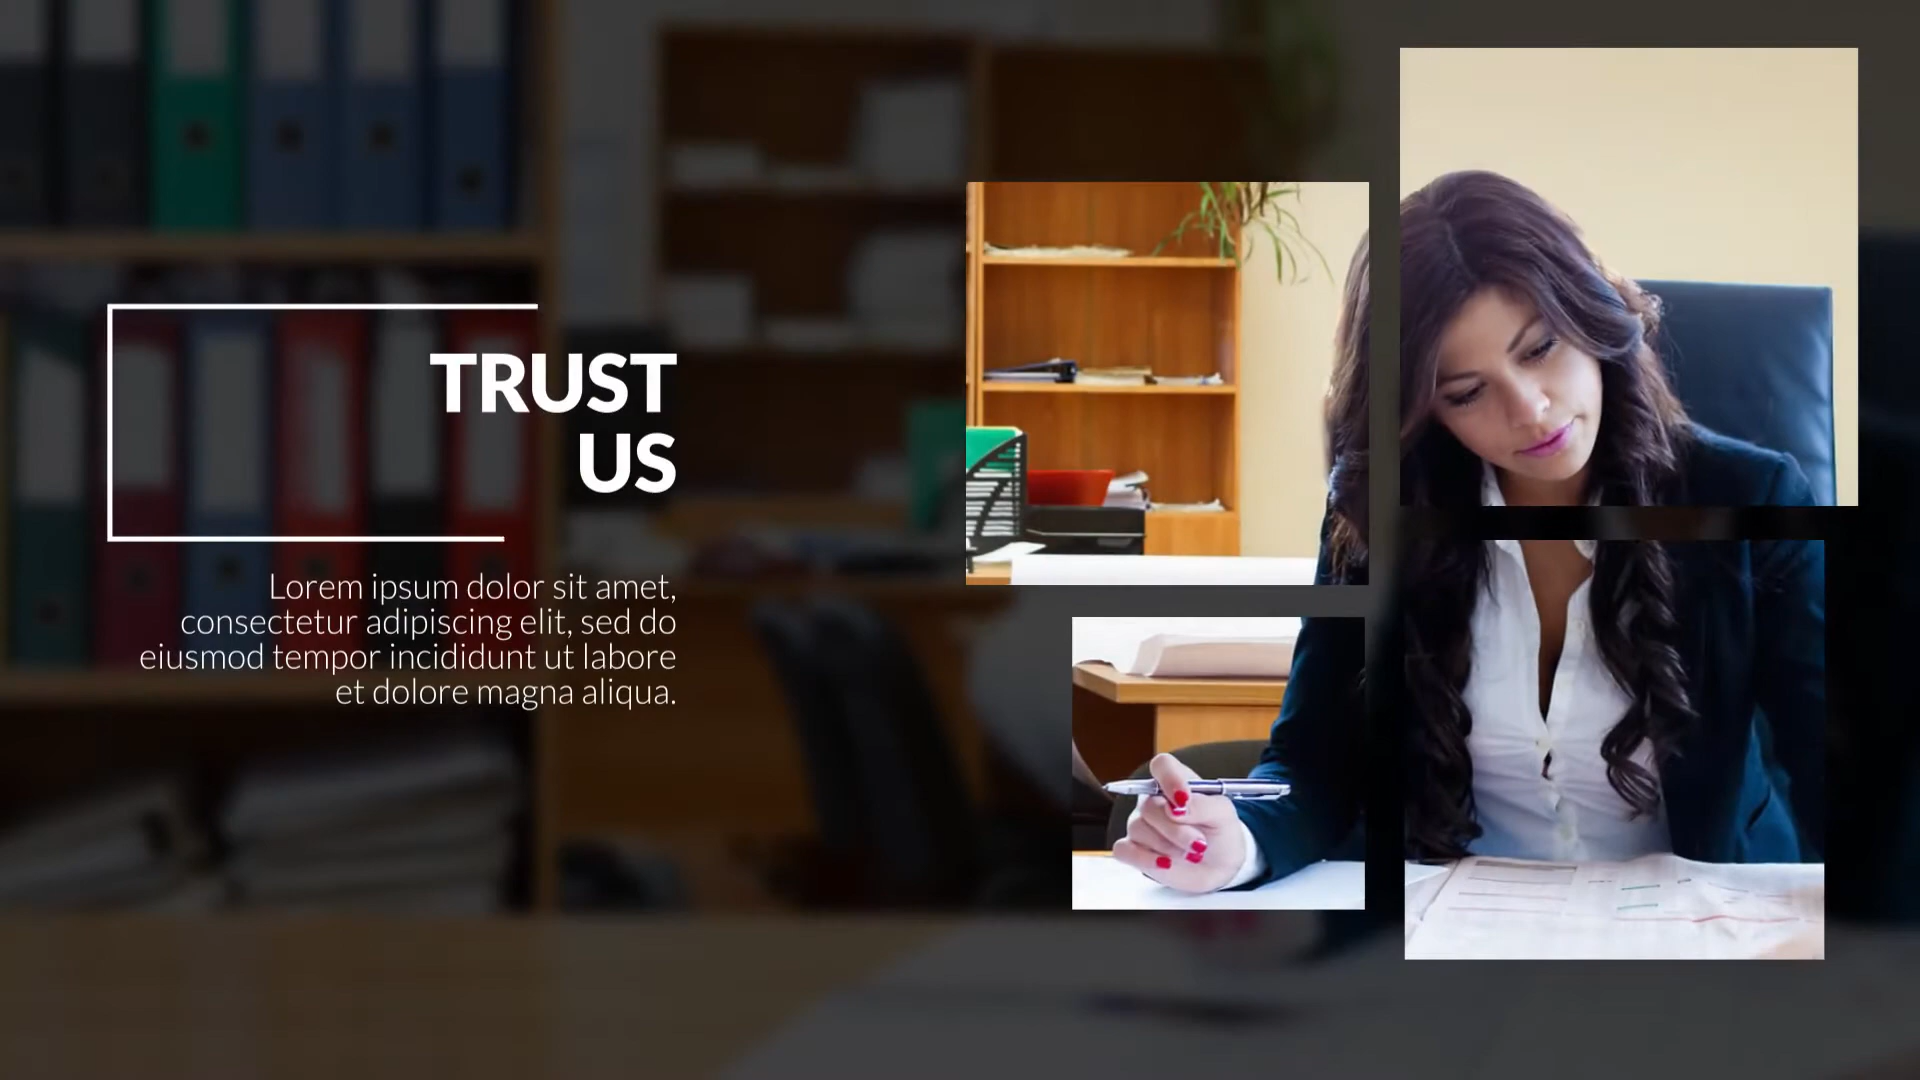 TRUST
US
Lorem ipsum dolor sit amet,
consectetur adipiscing elit, sed do
eiusmod tempor incididunt ut labore
et dolore magna aliqua.